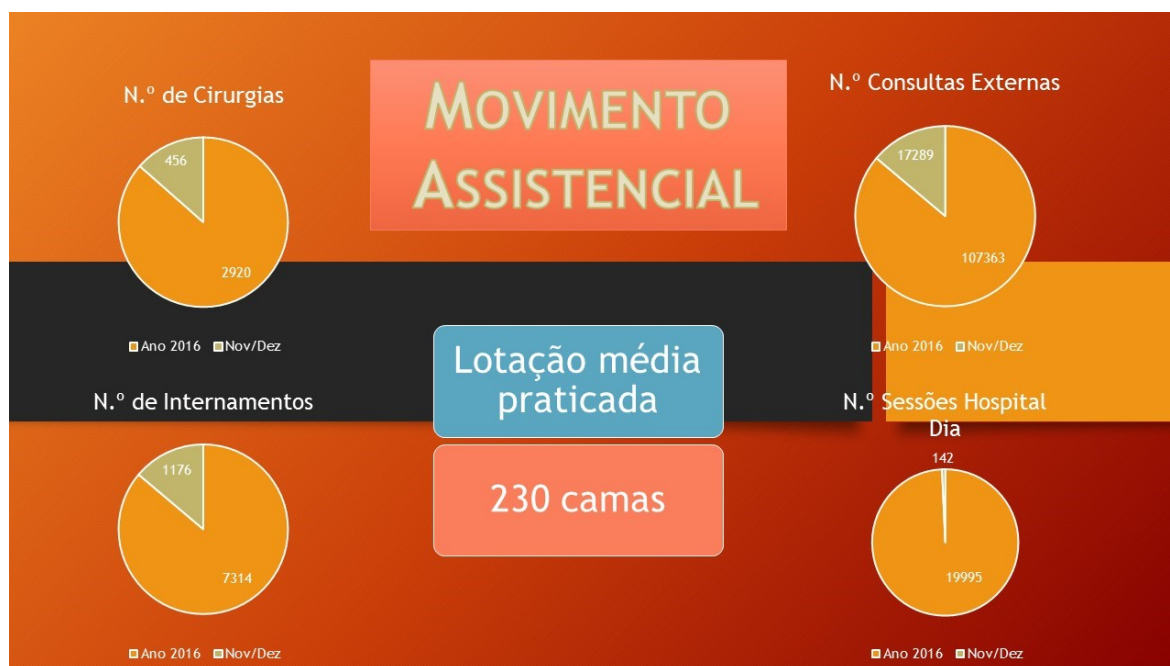 N.º de Cirurgias
456
2920
Ano 2016 Nov/Dez
MOVIMENTO
ASSISTENCIAL
N.º Consultas Externas
17289
107363
Ano 2016 Nov/Dez
N.º de Internamentos
1176
7314
Ano 2016 Nov/Dez
Lotação média
praticada
230 camas
N.º Sessões Hospital
Dia
142
19995
Ano 2016 Nov/Dez